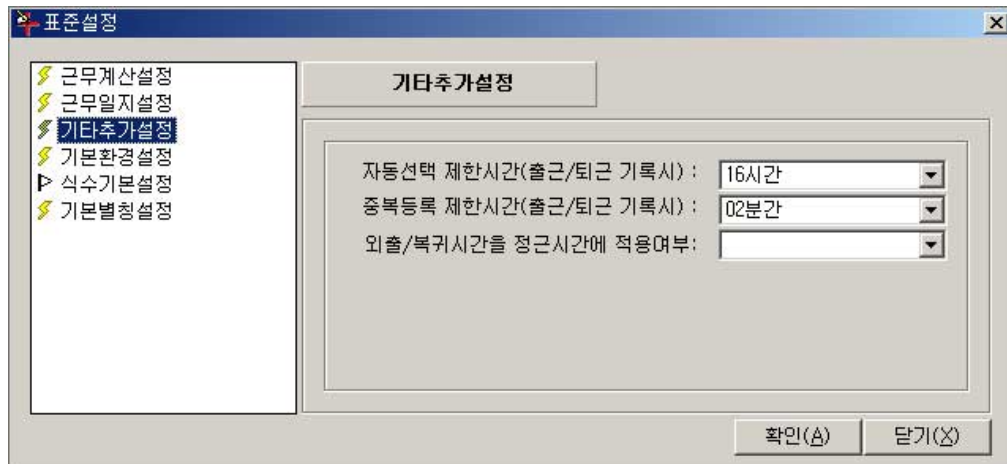 표준설정
근무계산설정
근무일지설정
기타추가설정
기본환경설정
식수기본설정
기본별칭설정
기타추가설정
자동선택 제한시간(출근/퇴근 기록시) : 16시간
중복등록 제한시간(출근/퇴근 기록시) : 02분간
외출/복귀시간을 정근시간에 적용여부:
확인(A) 닫기(X)